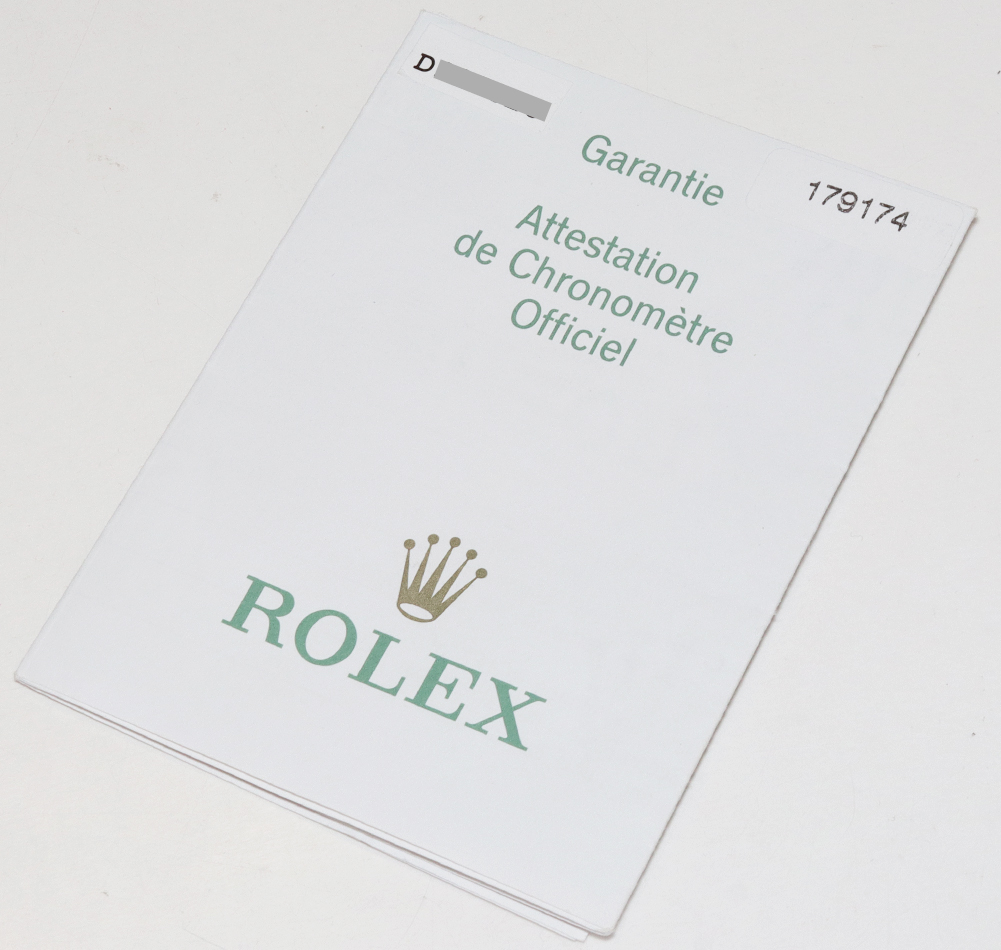 D
Garantie
179174
Attestation
de Chronomètre
Officiel
ROLEX